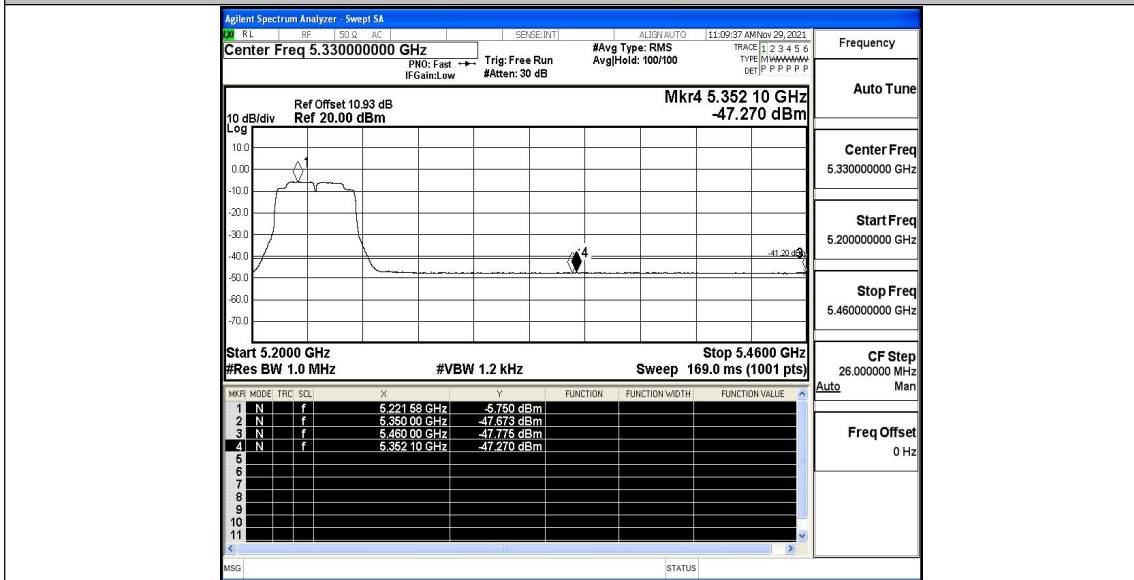 Agilent Spectrum Analyzer - Swept SA
LXI RL RF 50 Ω AC SENSE:INT ALIGN AUTO 11:09:37 AM Nov 29, 2021
Center Freq 5.330000000 GHz
PNO: Fast
IFGain:Low
Trig: Free Run
#Atten: 30 dB
#Avg Type: RMS
Avg|Hold: 100/100
TRACE 1 2 3 4 5 6
TYPE M W W W W W
DET P P P P P P
Mkr4 5.352 10 GHz
-47.270 dBm
Ref Offset 10.93 dB
10 dB/div Ref 20.00 dBm
Log
10.0
0.00
-10.0
-20.0
-30.0
-40.0
-50.0
-60.0
-70.0
1
4
3
Start 5.2000 GHz Stop 5.4600 GHz
#Res BW 1.0 MHz #VBW 1.2 kHz Sweep 169.0 ms (1001 pts)
MKR MODE TRC SCL X Y FUNCTION FUNCTION WIDTH FUNCTION VALUE
1 N f 5.221 58 GHz -5.750 dBm
2 N f 5.350 00 GHz -47.673 dBm
3 N f 5.460 00 GHz -47.775 dBm
4 N f 5.352 10 GHz -47.270 dBm
5
6
7
8
9
10
11
MSG STATUS
Frequency
Auto Tune
Center Freq
5.330000000 GHz
Start Freq
5.200000000 GHz
Stop Freq
5.460000000 GHz
CF Step
26.000000 MHz
Auto Man
Freq Offset
0 Hz